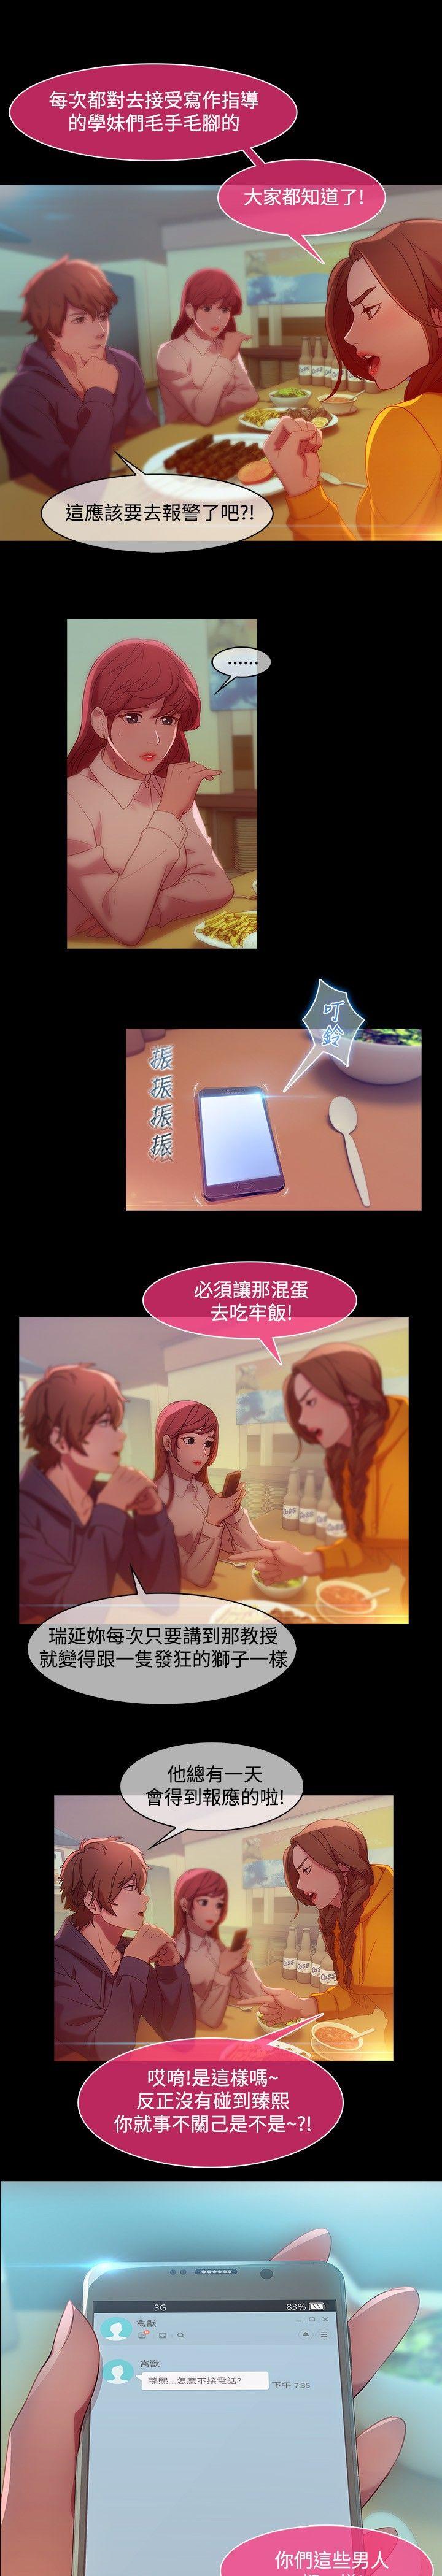 每次都對去接受寫作指導
的學妹們毛手毛腳的
大家都知道了!
這應該要去報警了吧?!
······
叮鈴
振振振振
必須讓那混蛋
去吃牢飯!
瑞延妳每次只要講到那教授
就變得跟一隻發狂的獅子一樣
他總有一天
會得到報應的啦!
哎唷!是這樣嗎~
反正沒有碰到臻熙
你就事不關己是不是~?!
3G
83%
禽獸
禽獸
臻熙...怎麼不接電話?
下午 7:35
你們這些男人